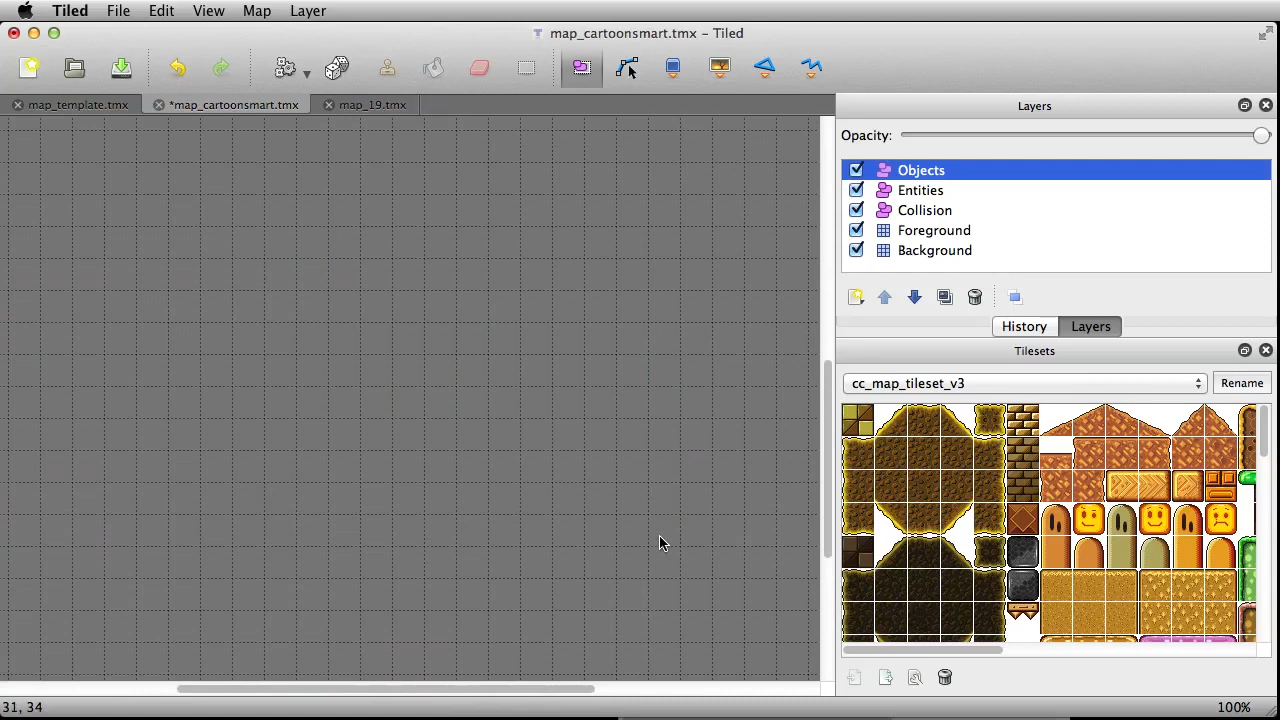 Tiled File Edit View Map Layer
map_cartoonsmart.tmx – Tiled
map_template.tmx *map_cartoonsmart.tmx map_19.tmx
Layers
Opacity:
Objects
Entities
Collision
Foreground
Background
History Layers
Tilesets
cc_map_tileset_v3 Rename
31, 34 100%